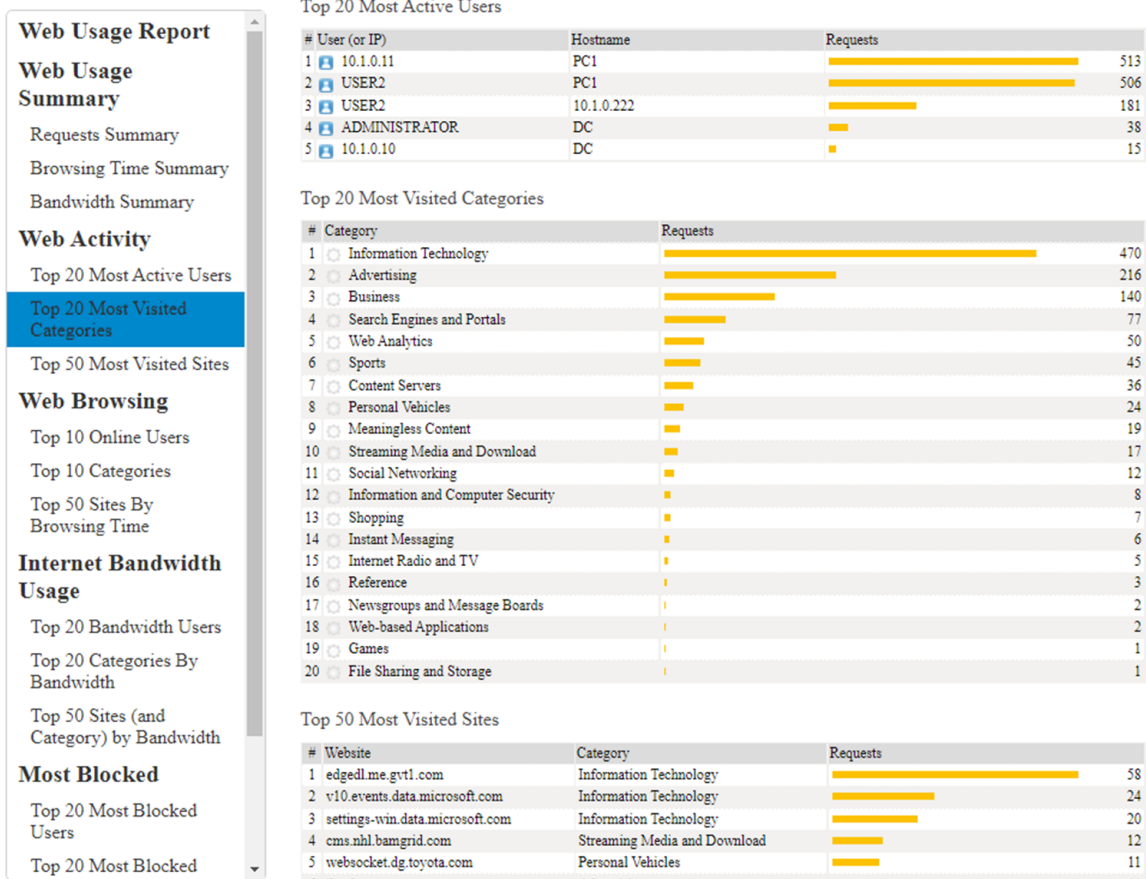 Web Usage Report
Web Usage
Summary
Requests Summary
Browsing Time Summary
Bandwidth Summary
Web Activity
Top 20 Most Active Users
Top 20 Most Visited
Categories
Top 50 Most Visited Sites
Web Browsing
Top 10 Online Users
Top 10 Categories
Top 50 Sites By
Browsing Time
Internet Bandwidth
Usage
Top 20 Bandwidth Users
Top 20 Categories By
Bandwidth
Top 50 Sites (and
Category) by Bandwidth
Most Blocked
Top 20 Most Blocked
Users
Top 20 Most Blocked
Top 20 Most Active Users
# User (or IP) Hostname Requests
1 10.1.0.11 PC1 513
2 USER2 PC1 506
3 USER2 10.1.0.222 181
4 ADMINISTRATOR DC 38
5 10.1.0.10 DC 15
Top 20 Most Visited Categories
# Category Requests
1 Information Technology 470
2 Advertising 216
3 Business 140
4 Search Engines and Portals 77
5 Web Analytics 50
6 Sports 45
7 Content Servers 36
8 Personal Vehicles 24
9 Meaningless Content 19
10 Streaming Media and Download 17
11 Social Networking 12
12 Information and Computer Security 8
13 Shopping 7
14 Instant Messaging 6
15 Internet Radio and TV 5
16 Reference 3
17 Newsgroups and Message Boards 2
18 Web-based Applications 2
19 Games 1
20 File Sharing and Storage 1
Top 50 Most Visited Sites
# Website Category Requests
1 edgedl.me.gvt1.com Information Technology 58
2 v10.events.data.microsoft.com Information Technology 24
3 settings-win.data.microsoft.com Information Technology 20
4 cms.nhl.bamgrid.com Streaming Media and Download 12
5 websocket.dg.toyota.com Personal Vehicles 11